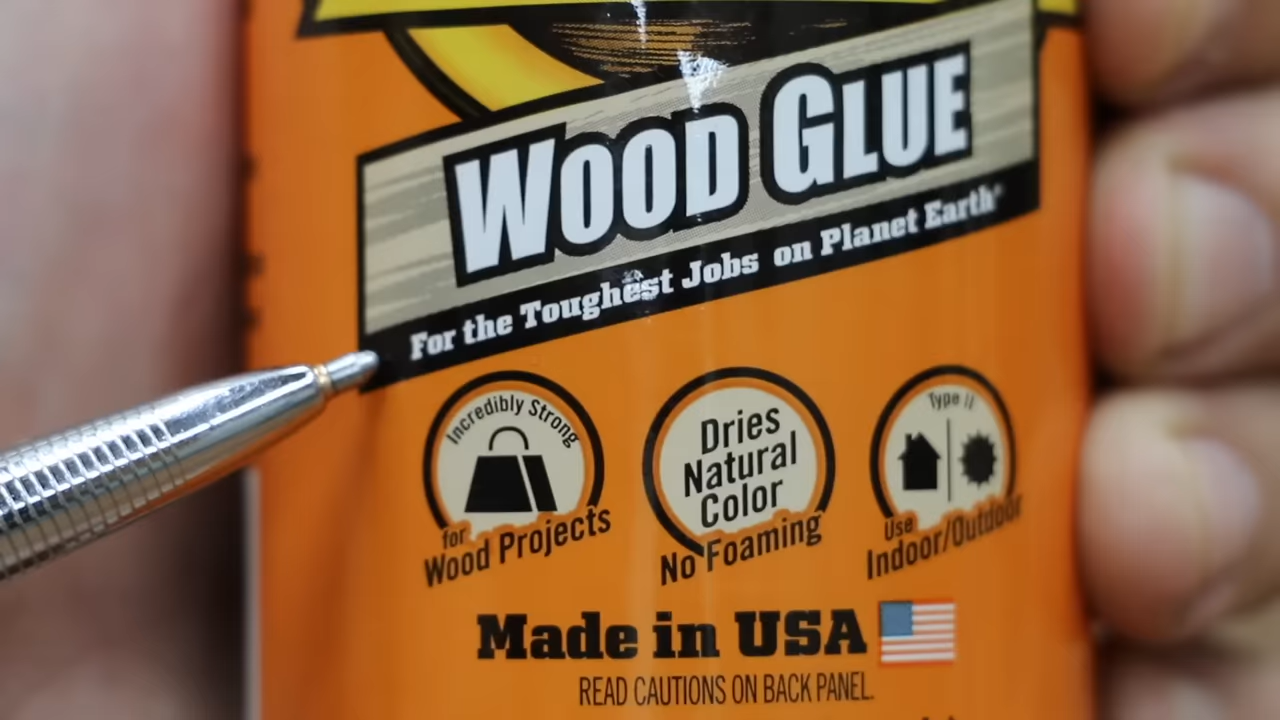 WOOD GLUE
For the Toughest Jobs on Planet Earth®
Incredibly Strong
for
Wood Projects
Dries
Natural
Color
No Foaming
Type II
Use
Indoor/Outdoor
Made in USA
READ CAUTIONS ON BACK PANEL.